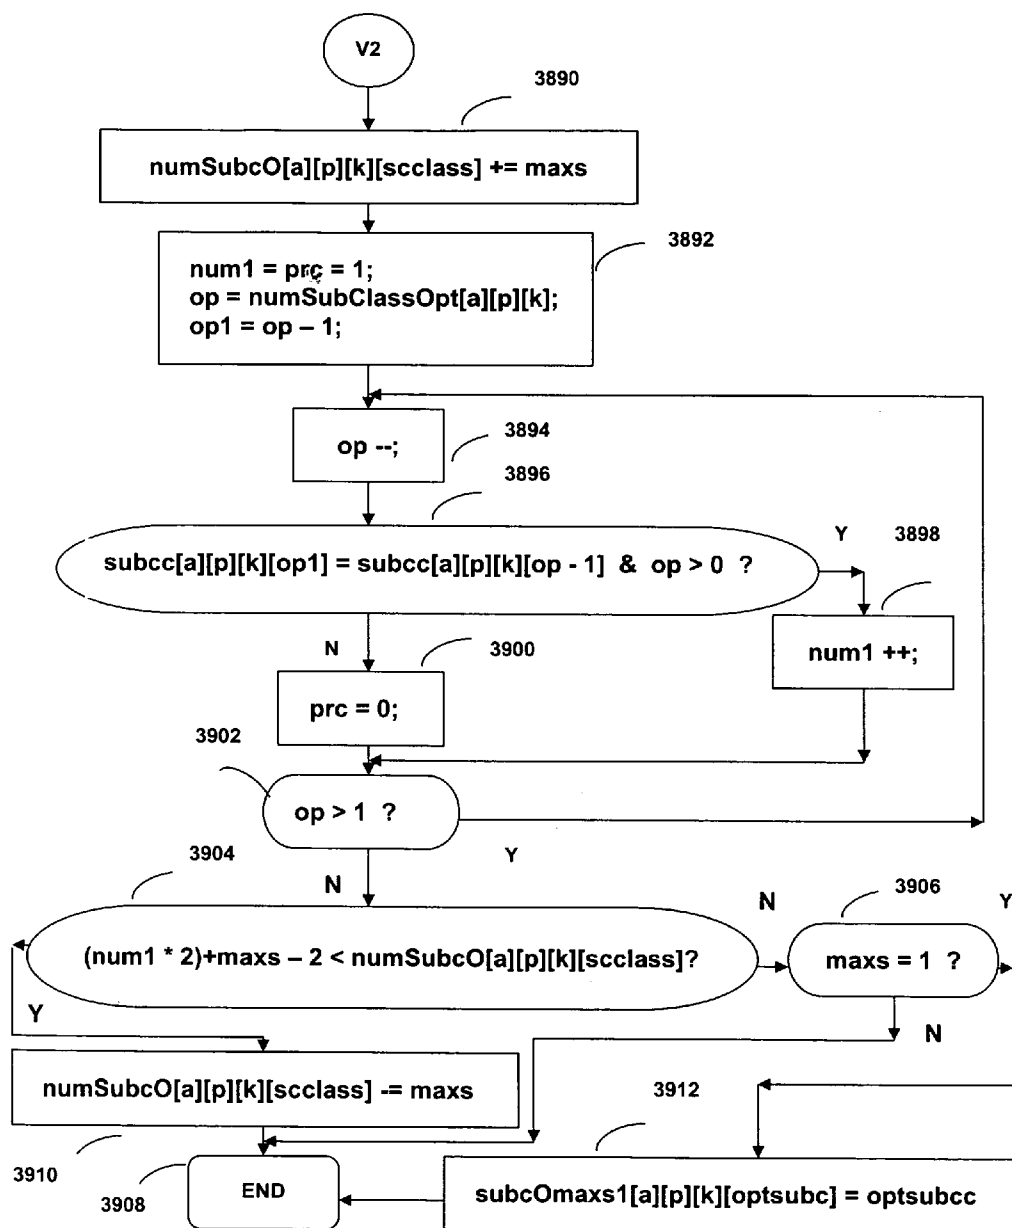 V2
3890
numSubcO[a][p][k][scclass] += maxs
3892
num1 = prc = 1;
op = numSubClassOpt[a][p][k];
op1 = op – 1;
op --;
3894
3896
subcc[a][p][k][op1] = subcc[a][p][k][op - 1] & op > 0 ?
Y
3898
num1 ++;
N
3900
prc = 0;
3902
op > 1 ?
Y
3904
N
(num1 * 2)+maxs – 2 < numSubcO[a][p][k][scclass]?
N
3906
Y
maxs = 1 ?
Y
N
numSubcO[a][p][k][scclass] -= maxs
3912
3910
3908
END
subcOmaxs1[a][p][k][optsubc] = optsubcc